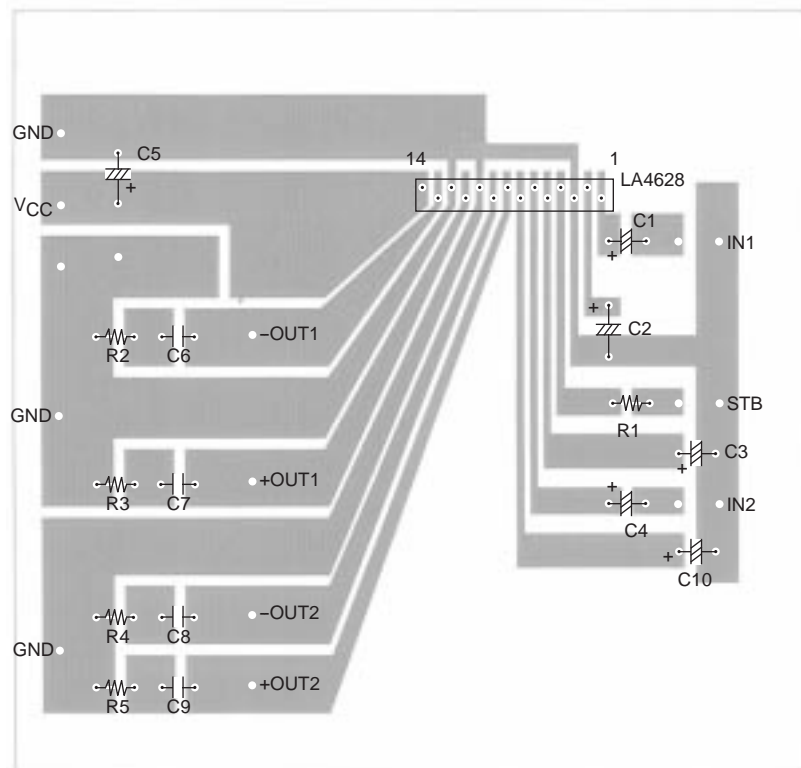 GND
C5
14
1
LA4628
VCC
C1
IN1
+
+
+
C2
R2
C6
−OUT1
GND
R1
STB
C3
+
R3
C7
+OUT1
+
C4
IN2
+
C10
R4
C8
−OUT2
GND
R5
C9
+OUT2